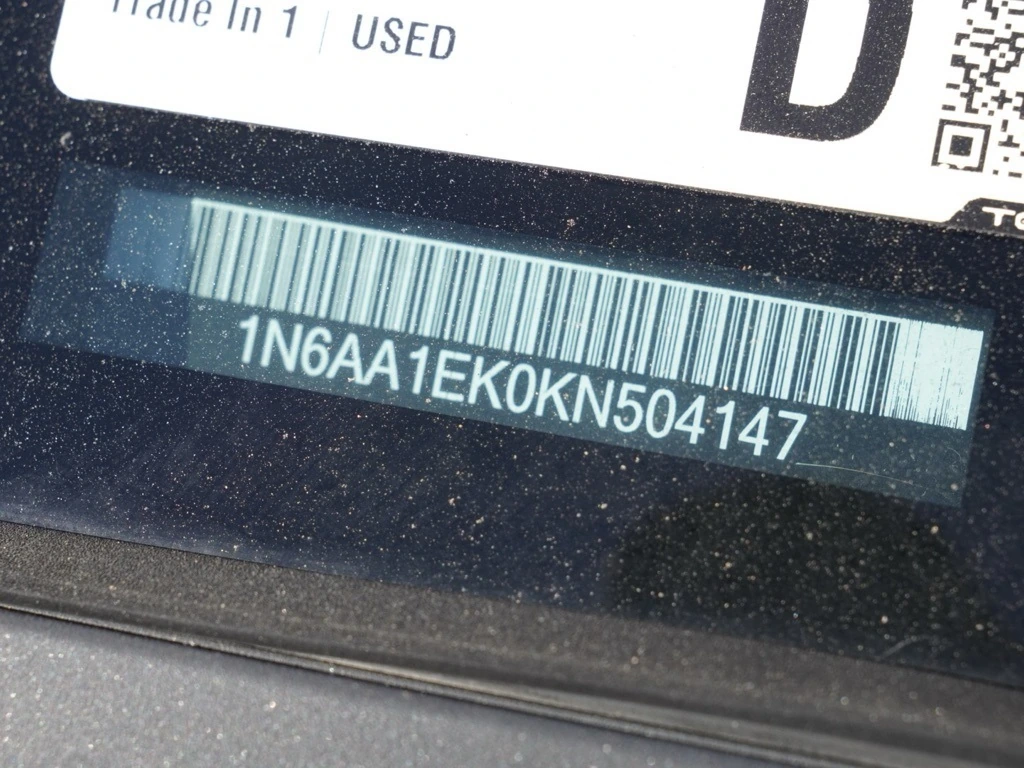 Trade In 1 | USED
D
1N6AA1EK0KN504147